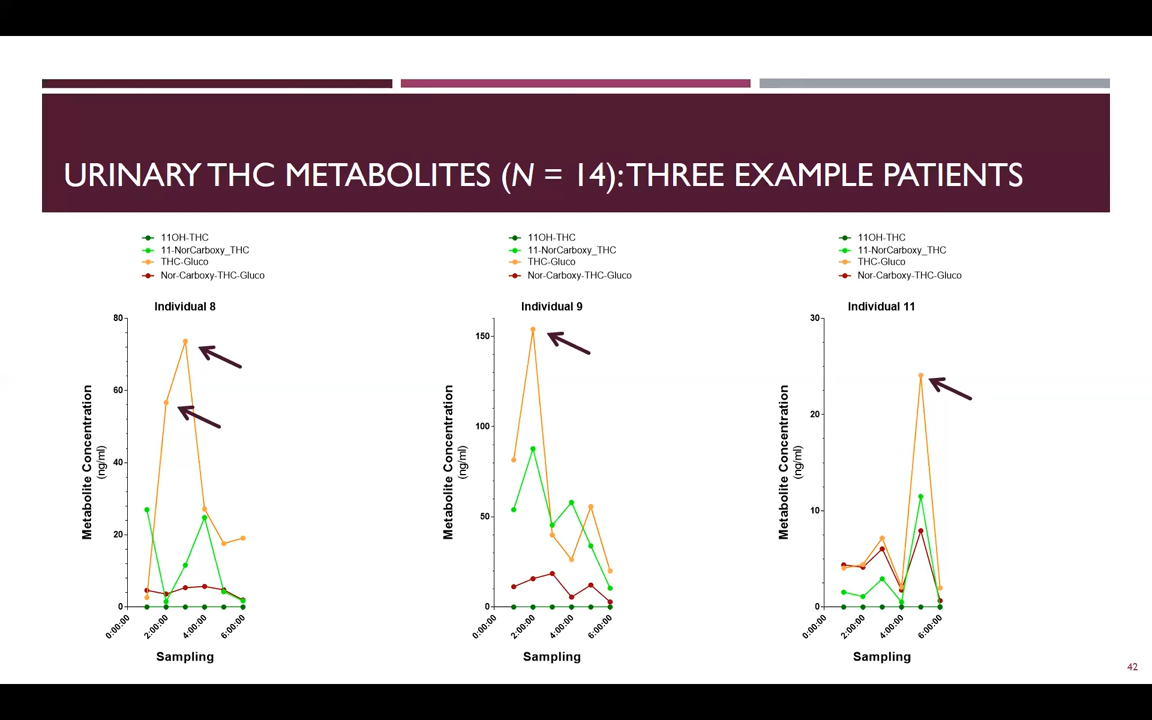 URINARY THC METABOLITES (N = 14): THREE EXAMPLE PATIENTS
11OH-THC
11-NorCarboxy_THC
THC-Gluco
Nor-Carboxy-THC-Gluco
Individual 8
80
60
40
20
0
Metabolite Concentration
(ng/ml)
0:00:00
2:00:00
4:00:00
6:00:00
Sampling
11OH-THC
11-NorCarboxy_THC
THC-Gluco
Nor-Carboxy-THC-Gluco
Individual 9
150
100
50
0
Metabolite Concentration
(ng/ml)
0:00:00
2:00:00
4:00:00
6:00:00
Sampling
11OH-THC
11-NorCarboxy_THC
THC-Gluco
Nor-Carboxy-THC-Gluco
Individual 11
30
20
10
0
Metabolite Concentration
(ng/ml)
0:00:00
2:00:00
4:00:00
6:00:00
Sampling
42